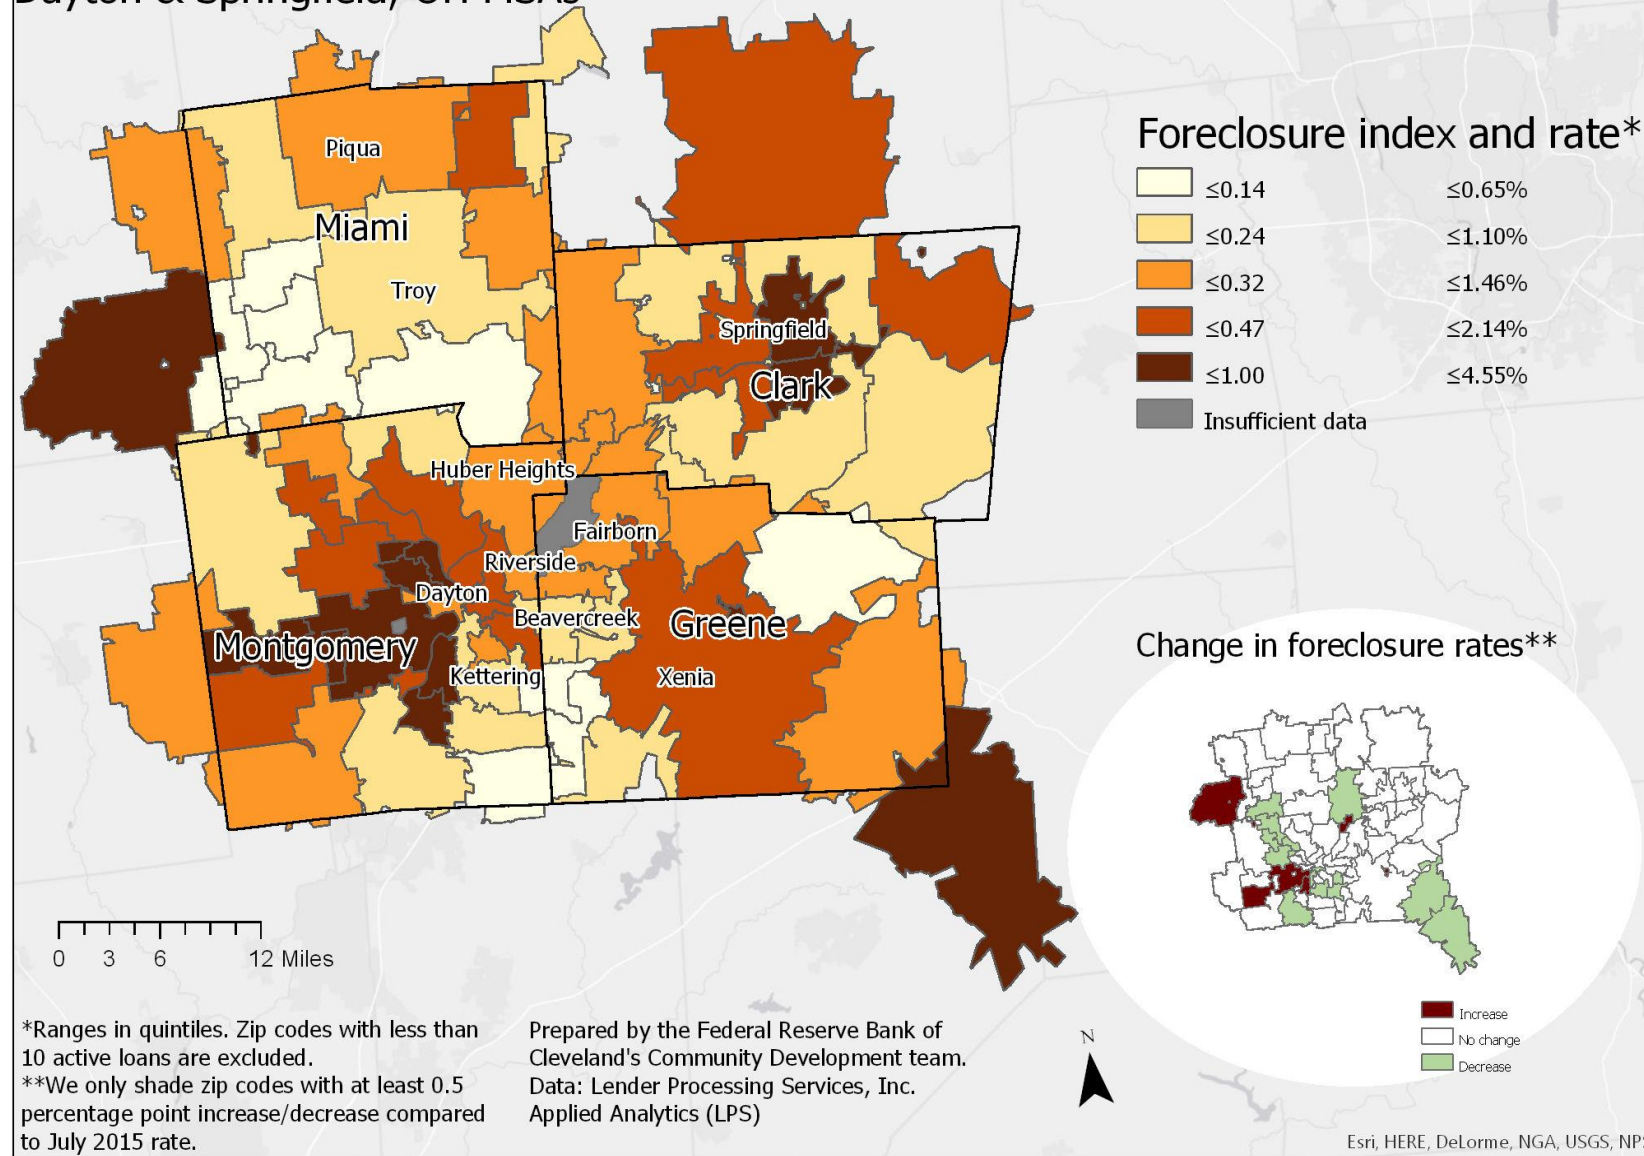 Dayton & Springfield, OH MSAs
Piqua
Miami
Troy
Springfield
Clark
Huber Heights
Fairborn
Riverside
Dayton
Beavercreek
Greene
Montgomery
Kettering
Xenia
Foreclosure index and rate*
≤0.14 ≤0.65%
≤0.24 ≤1.10%
≤0.32 ≤1.46%
≤0.47 ≤2.14%
≤1.00 ≤4.55%
Insufficient data
Change in foreclosure rates**
Increase
No change
Decrease
0 3 6 12 Miles
*Ranges in quintiles. Zip codes with less than
10 active loans are excluded.
**We only shade zip codes with at least 0.5
percentage point increase/decrease compared
to July 2015 rate.
Prepared by the Federal Reserve Bank of
Cleveland's Community Development team.
Data: Lender Processing Services, Inc.
Applied Analytics (LPS)
N
Esri, HERE, DeLorme, NGA, USGS, NPS